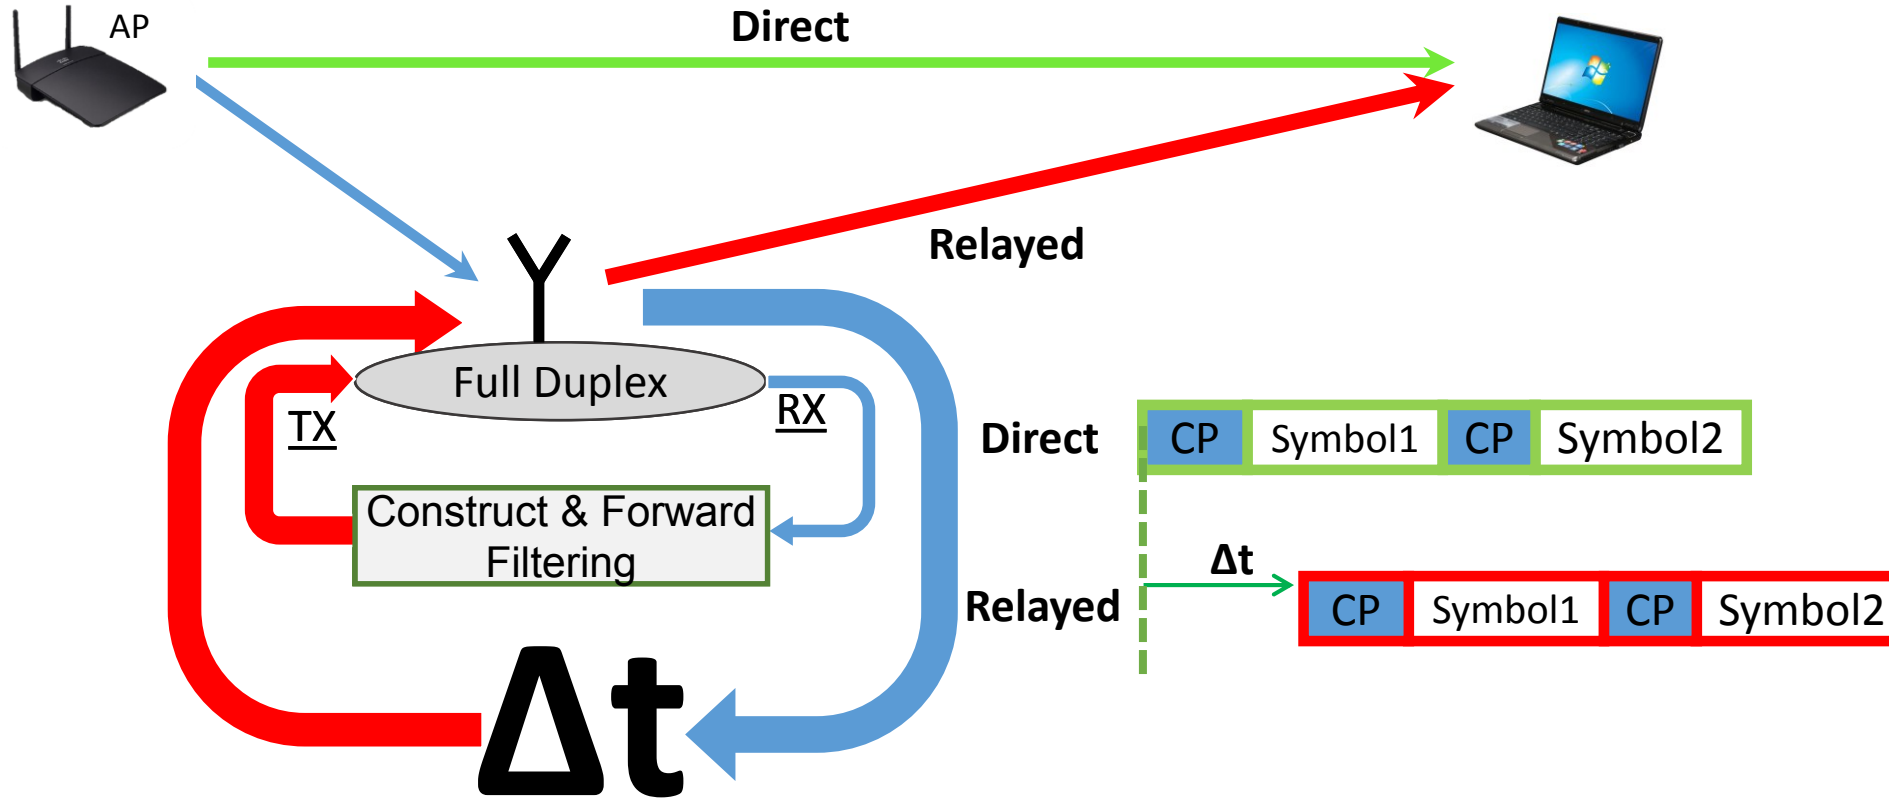 AP
Direct
Relayed
Full Duplex
TX
RX
Construct & Forward
Filtering
Δt
Direct
CP
Symbol1
CP
Symbol2
Δt
Relayed
CP
Symbol1
CP
Symbol2